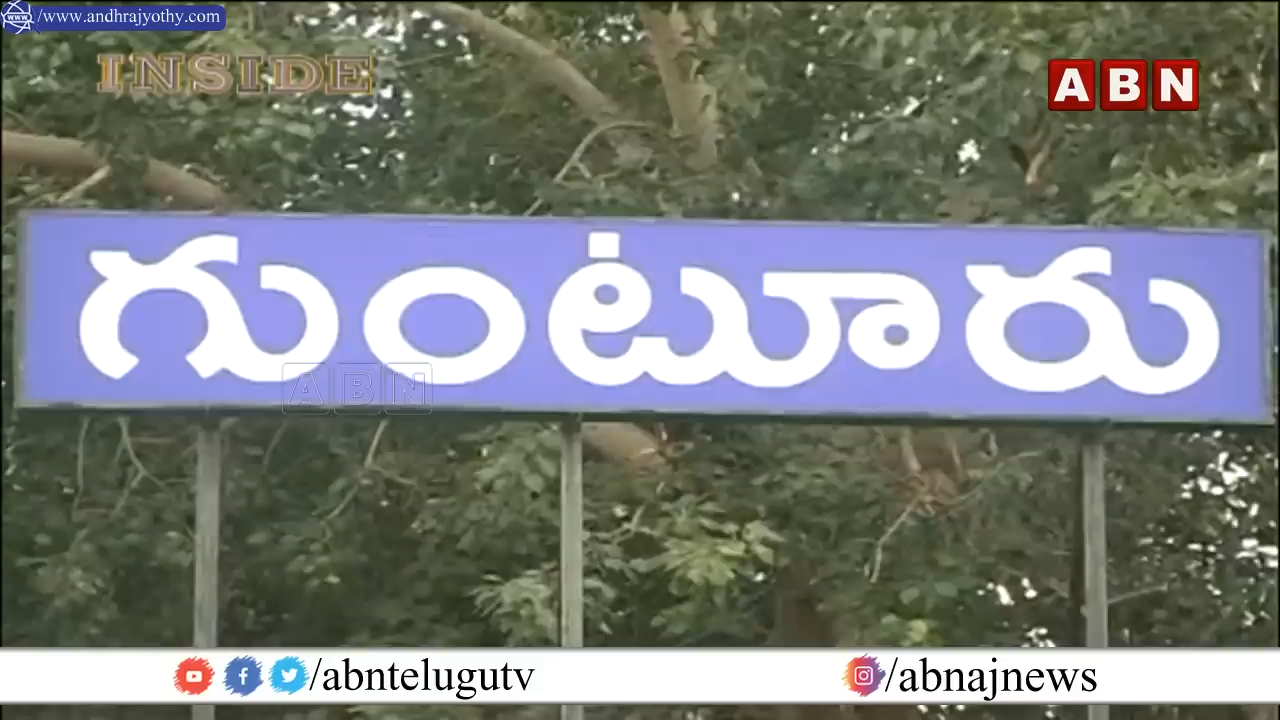 www.andhrajyothy.com
INSIDE
ABN
గుంటూరు
ABN
/abntelugutv
/abnajnews